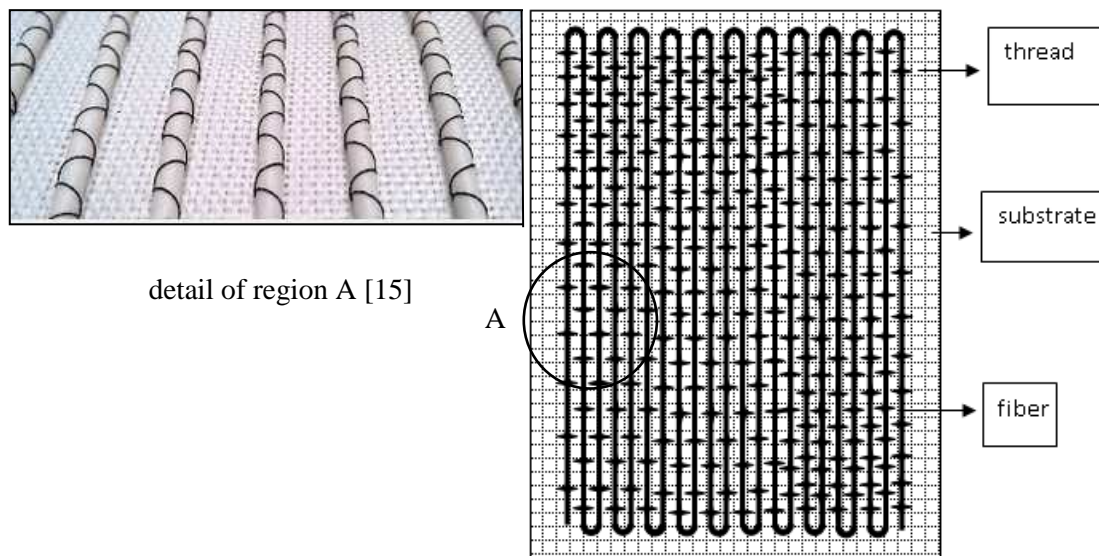 thread
substrate
detail of region A [15]
A
fiber